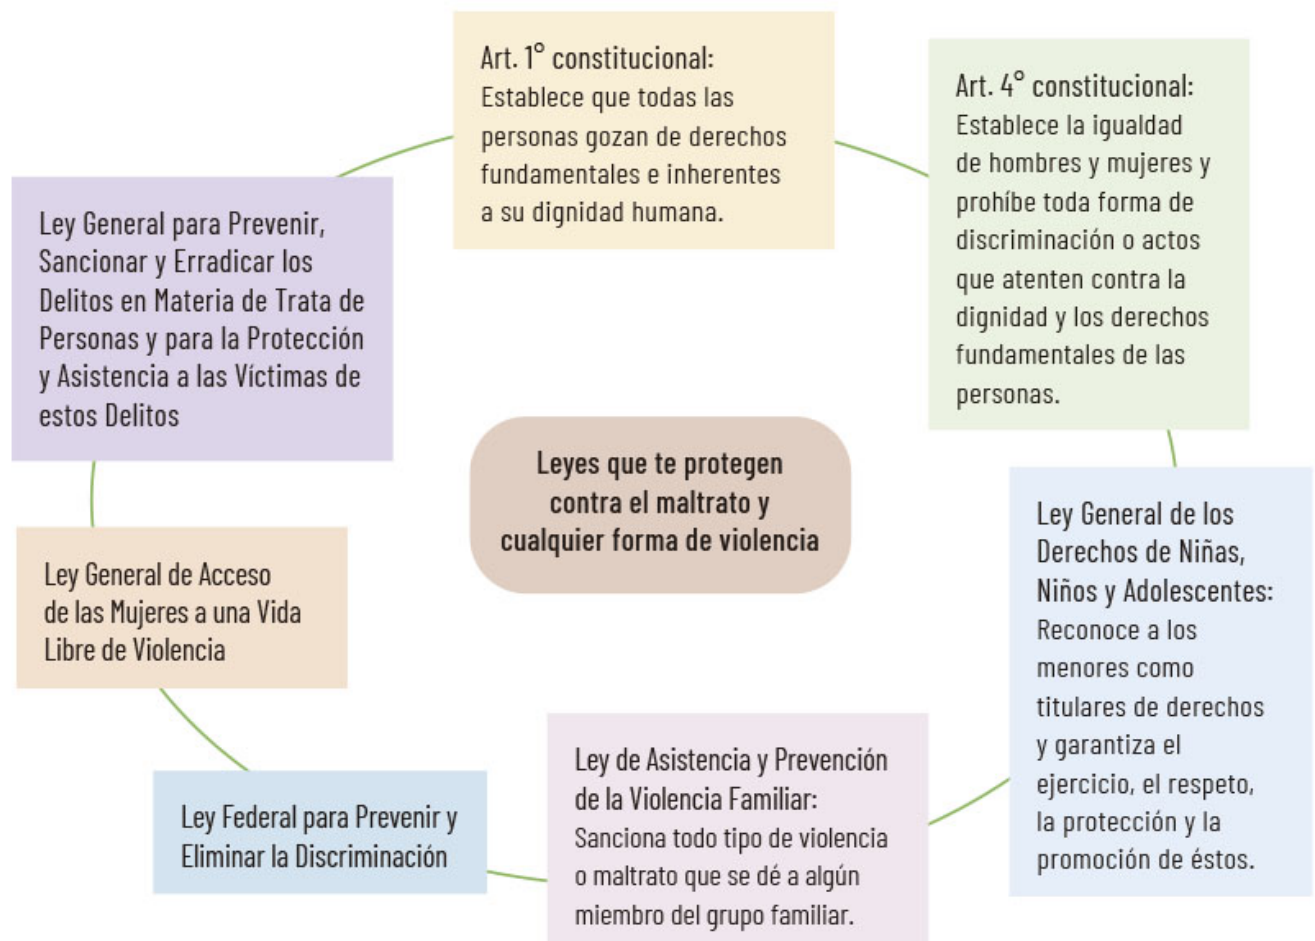 Art. 1° constitucional:
Establece que todas las
personas gozan de derechos
fundamentales e inherentes
a su dignidad humana.
Art. 4° constitucional:
Establece la igualdad
de hombres y mujeres y
prohíbe toda forma de
discriminación o actos
que atenten contra la
dignidad y los derechos
fundamentales de las
personas.
Ley General para Prevenir,
Sancionar y Erradicar los
Delitos en Materia de Trata de
Personas y para la Protección
y Asistencia a las Víctimas de
estos Delitos
Leyes que te protegen
contra el maltrato y
cualquier forma de violencia
Ley General de los
Derechos de Niñas,
Niños y Adolescentes:
Reconoce a los
menores como
titulares de derechos
y garantiza el
ejercicio, el respeto,
la protección y la
promoción de éstos.
Ley General de Acceso
de las Mujeres a una Vida
Libre de Violencia
Ley de Asistencia y Prevención
de la Violencia Familiar:
Sanciona todo tipo de violencia
o maltrato que se dé a algún
miembro del grupo familiar.
Ley Federal para Prevenir y
Eliminar la Discriminación